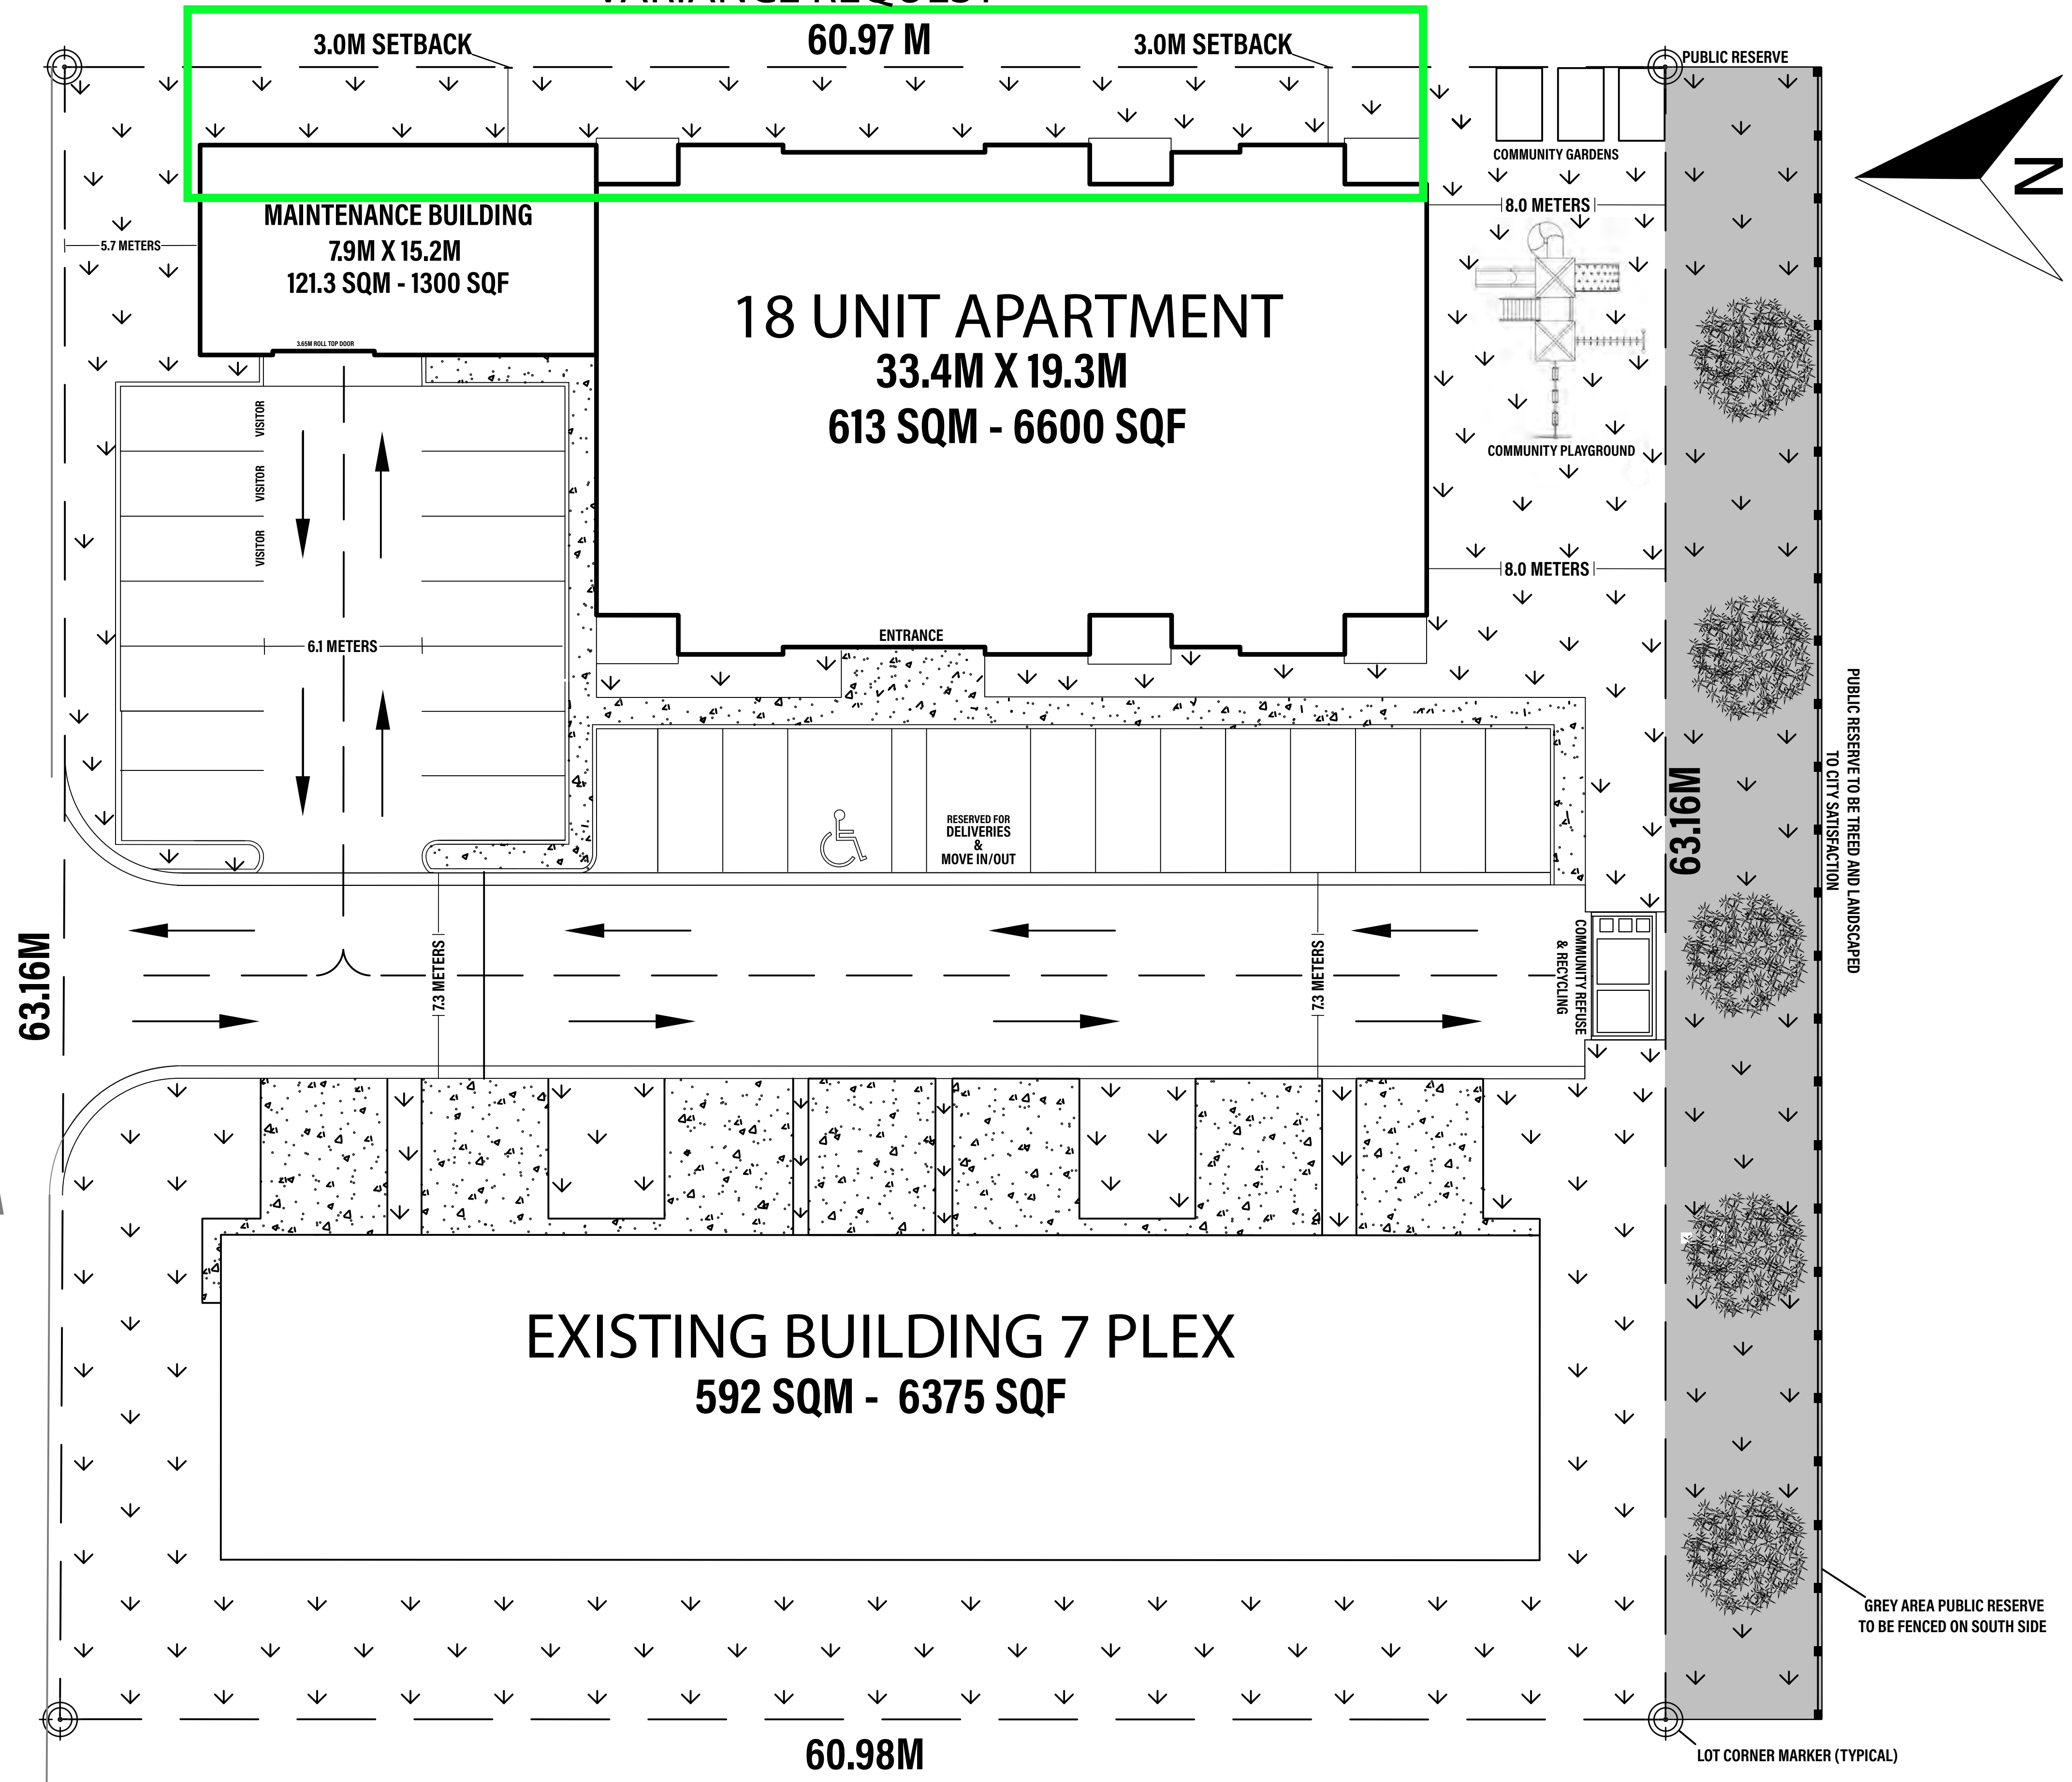 VARIANCE REQUEST
3.0M SETBACK
60.97 M
3.0M SETBACK
PUBLIC RESERVE
N
COMMUNITY GARDENS
8.0 METERS
MAINTENANCE BUILDING
7.9M X 15.2M
121.3 SQM - 1300 SQF
3.65M ROLL TOP DOOR
5.7 METERS
18 UNIT APARTMENT
33.4M X 19.3M
613 SQM - 6600 SQF
COMMUNITY PLAYGROUND
VISITOR
VISITOR
VISITOR
8.0 METERS
6.1 METERS
ENTRANCE
RESERVED FOR
DELIVERIES
&
MOVE IN/OUT
63.16M
PUBLIC RESERVE TO BE TREED AND LANDSCAPED
TO CITY SATISFACTION
63.16M
7.3 METERS
7.3 METERS
COMMUNITY REFUSE
& RECYCLING
EXISTING BUILDING 7 PLEX
592 SQM - 6375 SQF
GREY AREA PUBLIC RESERVE
TO BE FENCED ON SOUTH SIDE
60.98M
LOT CORNER MARKER (TYPICAL)